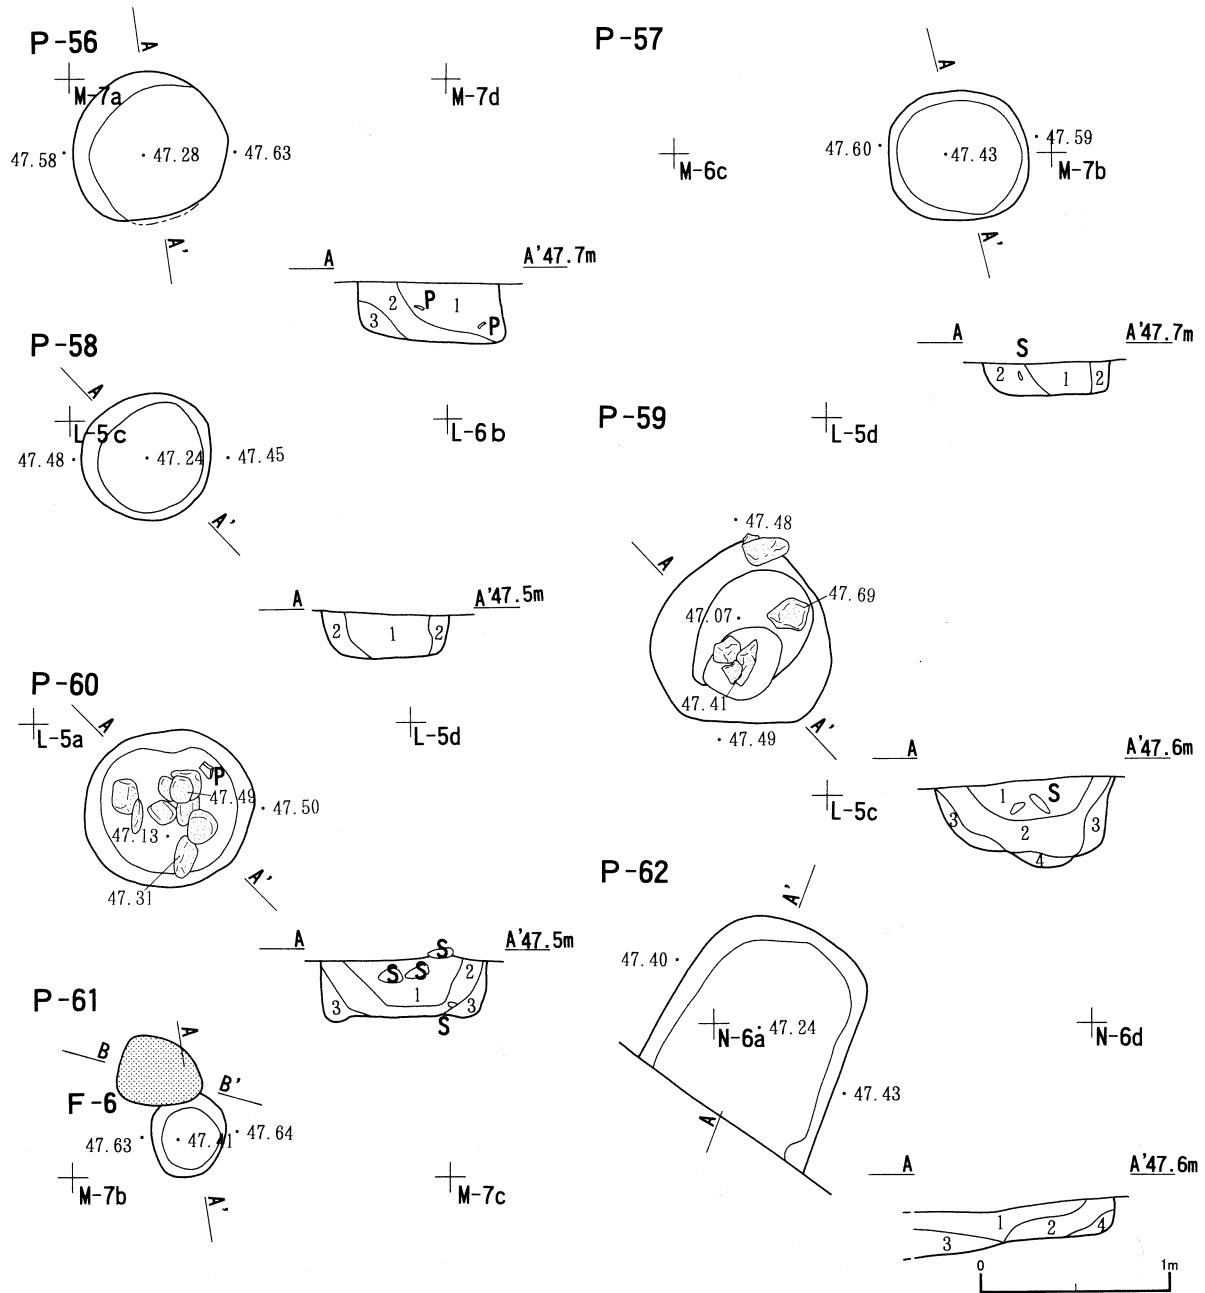 P-56
A
M-7a
M-7d
47.58
47.28
47.63
A'
A
A'47.7m
2
P
1
3
P
P-57
A
M-6c
47.60
47.43
47.59
M-7b
A'
A
A'47.7m
S
2
1
2
P-58
A
L-5c
L-6b
47.48
47.24
47.45
A'
A
A'47.5m
2
1
2
P-59
L-5d
47.48
A
47.69
47.07
47.41
A'
47.49
L-5c
A
A'47.6m
1
S
3
2
3
4
P-60
A
L-5a
L-5d
P
47.49
47.50
47.13
47.31
A'
A
A'47.5m
S
S
S
2
1
3
3
S
P-61
A
B
B'
F-6
47.63
47.41
47.64
M-7b
M-7c
A'
P-62
A'
47.40
N-6a
47.24
N-6d
47.43
A
A
A'47.6m
1
2
4
3
0
1m